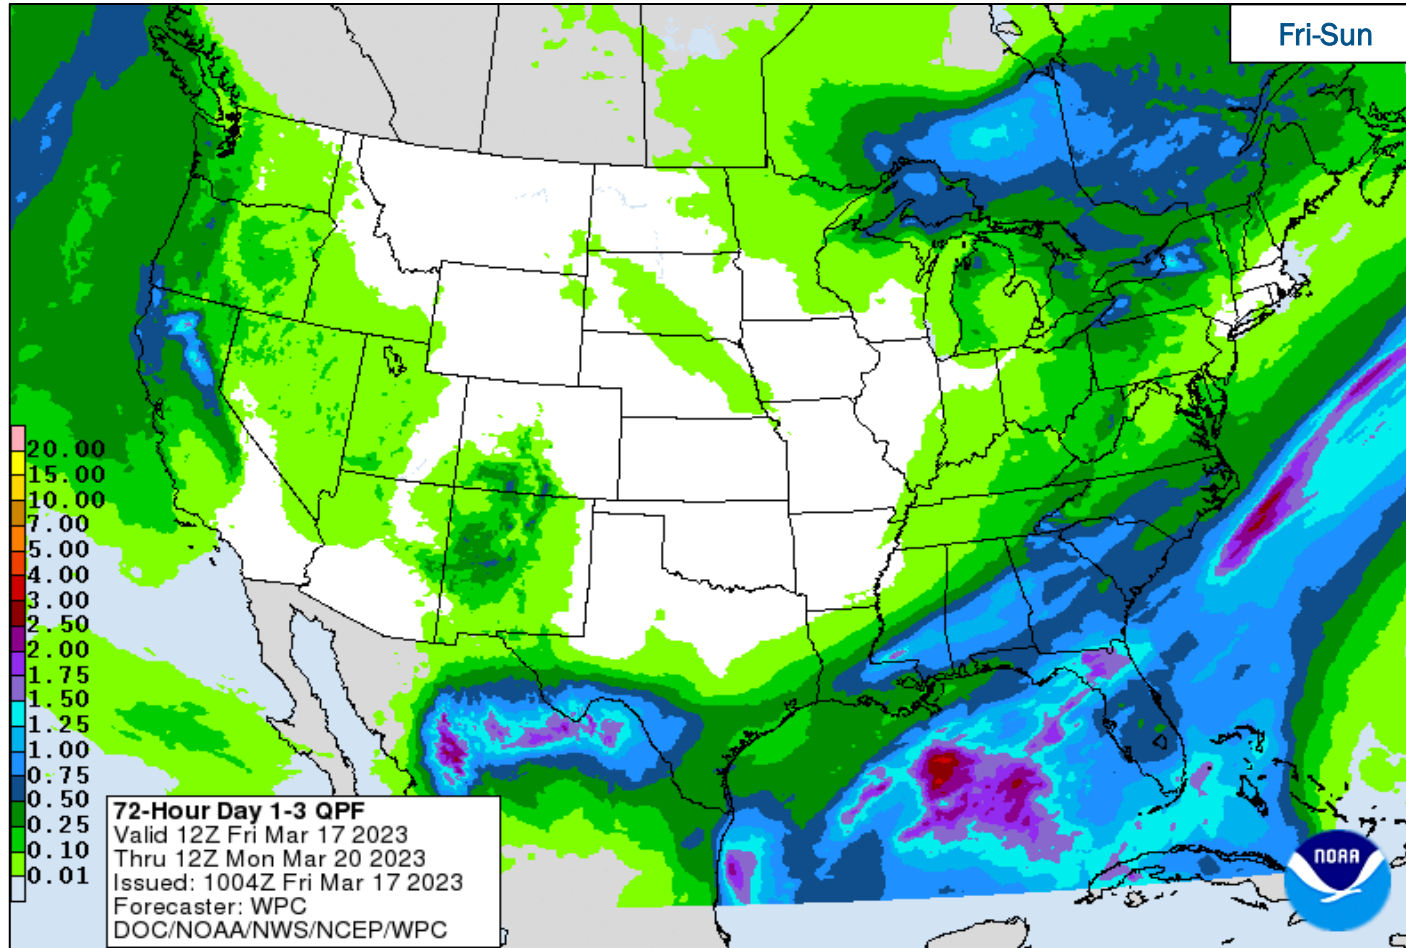 Fri-Sun
20.00
15.00
10.00
7.00
5.00
4.00
3.00
2.50
2.00
1.75
1.50
1.25
1.00
0.75
0.50
0.25
0.10
0.01
72-Hour Day 1-3 QPF
Valid 12Z Fri Mar 17 2023
Thru 12Z Mon Mar 20 2023
Issued: 1004Z Fri Mar 17 2023
Forecaster: WPC
DOC/NOAA/NWS/NCEP/WPC
NOAA